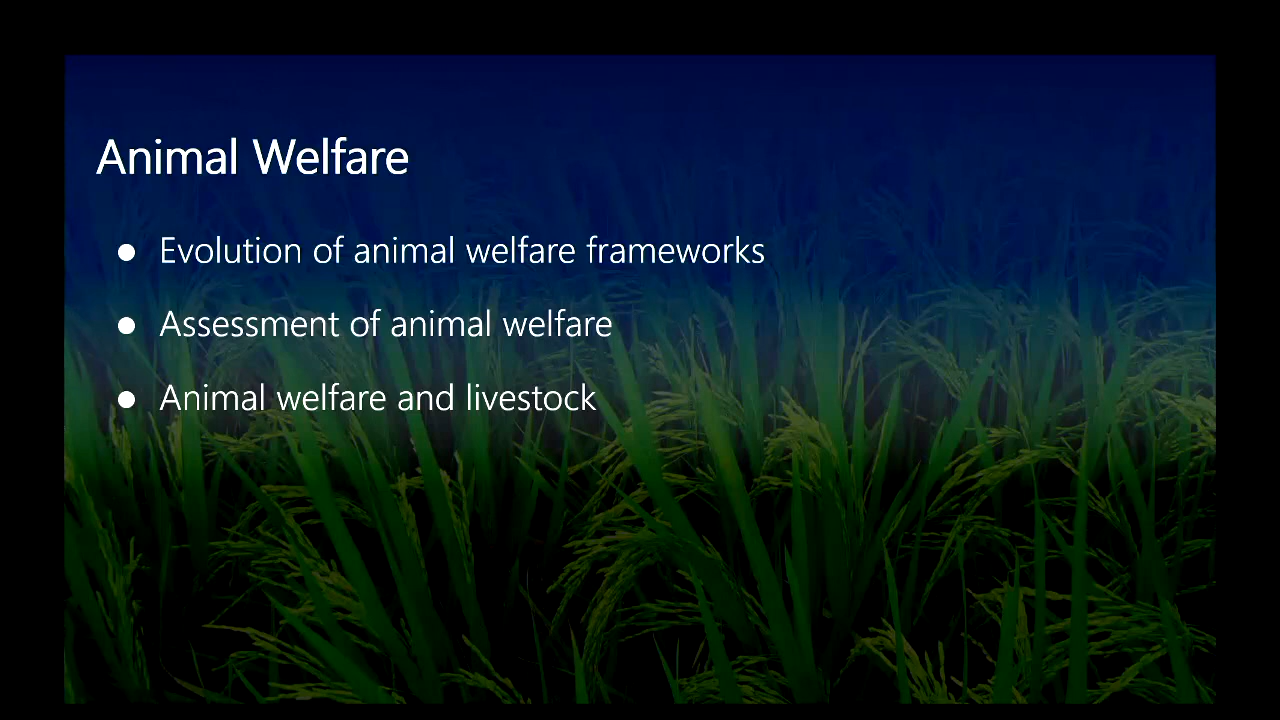 Animal Welfare
● Evolution of animal welfare frameworks
● Assessment of animal welfare
● Animal welfare and livestock